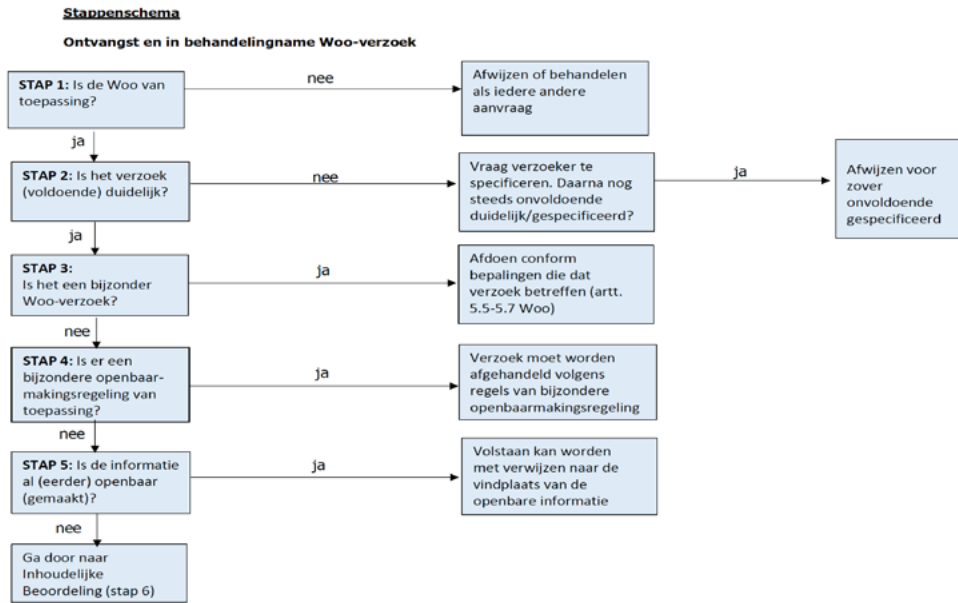 Stappenschema
Ontvangst en in behandelingname Woo-verzoek
STAP 1: Is de Woo van
toepassing?
nee
Afwijzen of behandelen
als iedere andere
aanvraag
ja
STAP 2: Is het verzoek
(voldoende) duidelijk?
nee
Vraag verzoeker te
specificeren. Daarna nog
steeds onvoldoende
duidelijk/gespecificeerd?
ja
Afwijzen voor
zover
onvoldoende
gespecificeerd
ja
STAP 3:
Is het een bijzonder
Woo-verzoek?
ja
Afdoen conform
bepalingen die dat
verzoek betreffen (artt.
5.5-5.7 Woo)
nee
STAP 4: Is er een
bijzondere openbaar-
makingsregeling van
toepassing?
ja
Verzoek moet worden
afgehandeld volgens
regels van bijzondere
openbaarmakingsregeling
nee
STAP 5: Is de informatie
al (eerder) openbaar
(gemaakt)?
ja
Volstaan kan worden
met verwijzen naar de
vindplaats van de
openbare informatie
nee
Ga door naar
Inhoudelijke
Beoordeling (stap 6)